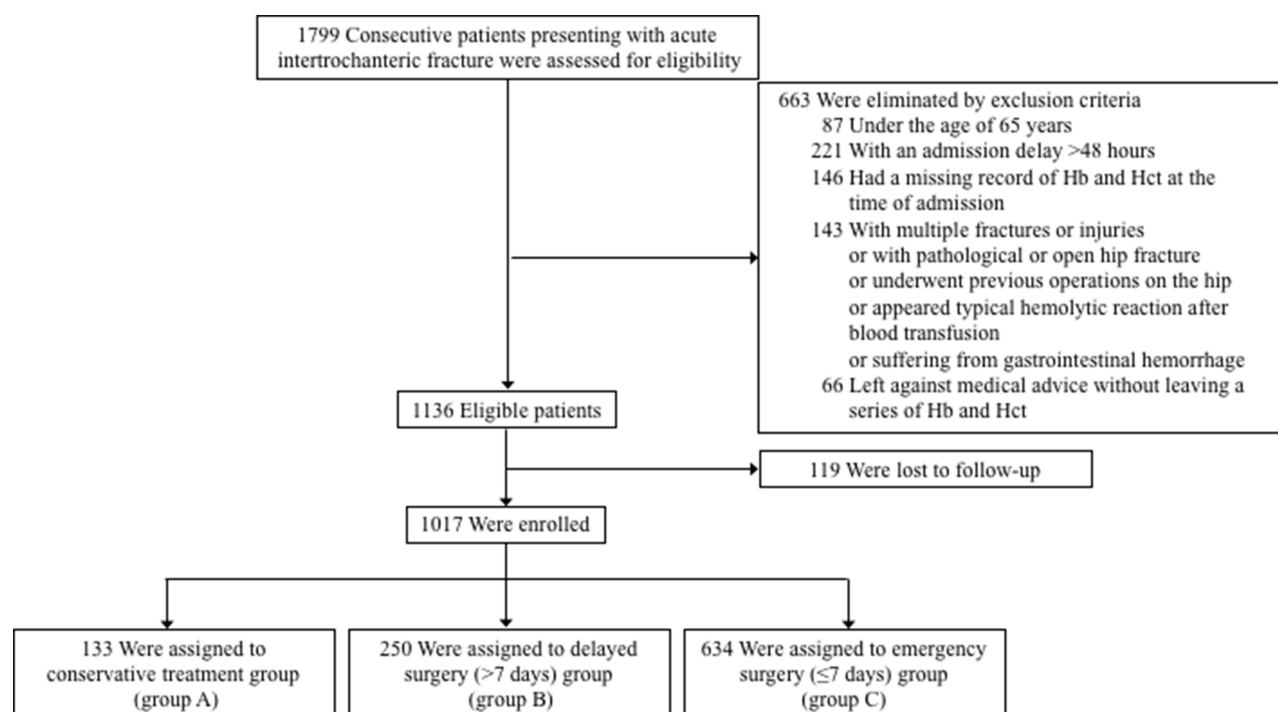 1799 Consecutive patients presenting with acute
intertrochanteric fracture were assessed for eligibility
663 Were eliminated by exclusion criteria
87 Under the age of 65 years
221 With an admission delay >48 hours
146 Had a missing record of Hb and Hct at the
time of admission
143 With multiple fractures or injuries
or with pathological or open hip fracture
or underwent previous operations on the hip
or appeared typical hemolytic reaction after
blood transfusion
or suffering from gastrointestinal hemorrhage
66 Left against medical advice without leaving a
series of Hb and Hct
1136 Eligible patients
119 Were lost to follow-up
1017 Were enrolled
133 Were assigned to
conservative treatment group
(group A)
250 Were assigned to delayed
surgery (>7 days) group
(group B)
634 Were assigned to emergency
surgery (≤7 days) group
(group C)